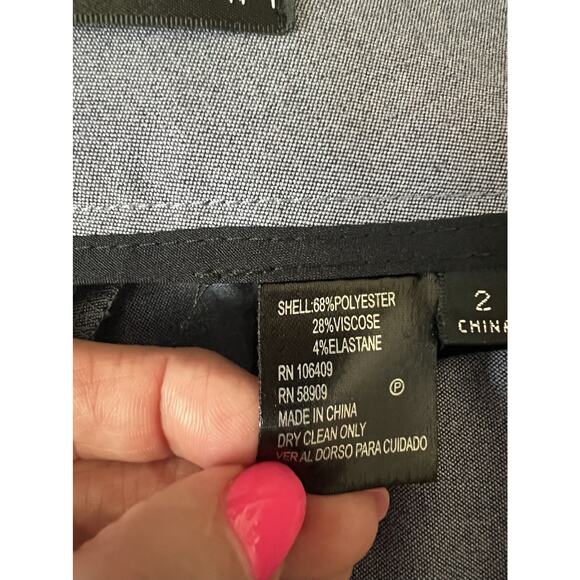 SHELL:68%POLYESTER
28%VISCOSE
4%ELASTANE
RN 106409
RN 58909
P
MADE IN CHINA
DRY CLEAN ONLY
VER AL DORSO PARA CUIDADO
2
CHINA